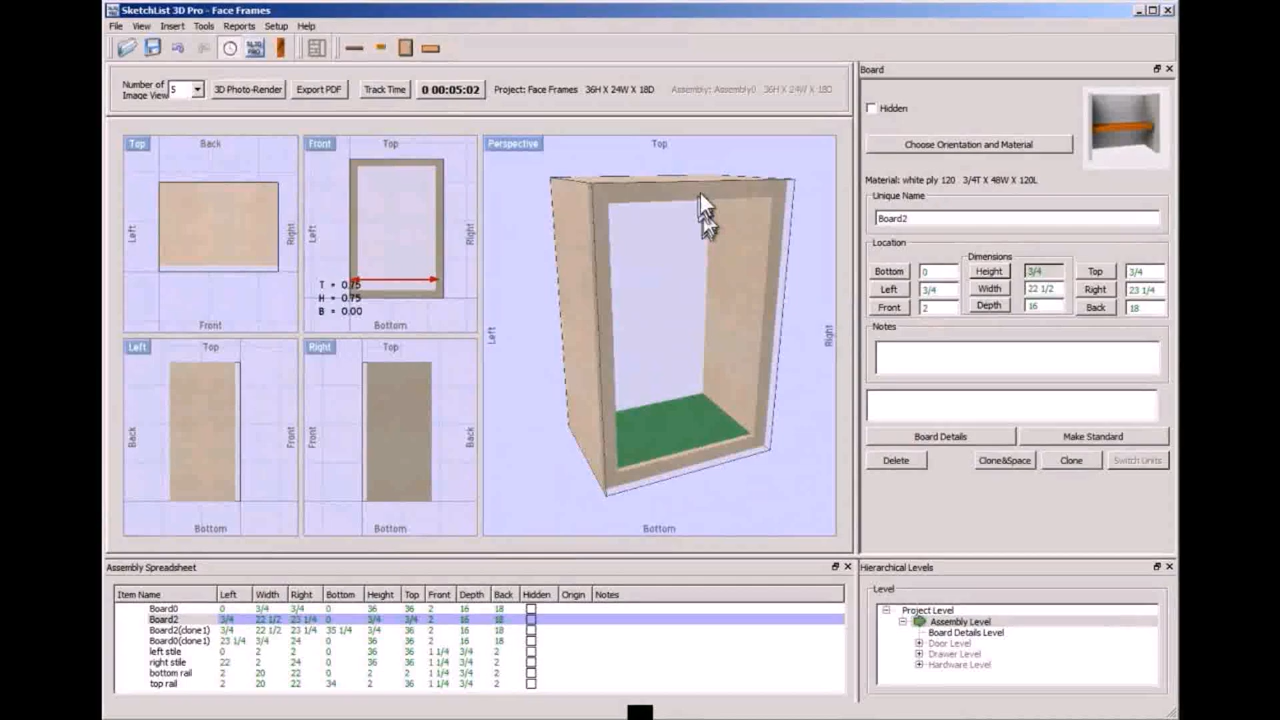 SketchList 3D Pro - Face Frames
File View Insert Tools Reports Setup Help
Number of Image View 5 3D Photo-Render Export PDF Track Time 0 00:05:02 Project: Face Frames 36H X 24W X 18D Assembly: Assembly0 36H X 24W X 18D
Top Back Left Right Front
Front Top Left Right Bottom
T = 0.75
H = 0.75
B = 0.00
Perspective Top Left Right Bottom
Left Top Back Front Bottom
Right Top Front Back Bottom
Board
Hidden
Choose Orientation and Material
Material: white ply 120 3/4T X 48W X 120L
Unique Name
Board2
Location
Dimensions
Bottom 0 Height 3/4 Top 3/4
Left 3/4 Width 22 1/2 Right 23 1/4
Front 2 Depth 16 Back 18
Notes
Board Details Make Standard
Delete Clone&Space Clone Switch Units
Assembly Spreadsheet
Item Name Left Width Right Bottom Height Top Front Depth Back Hidden Origin Notes
Board0 0 3/4 3/4 0 36 36 2 16 18
Board2 3/4 22 1/2 23 1/4 0 3/4 3/4 2 16 18
Board2(clone1) 3/4 22 1/2 23 1/4 35 1/4 3/4 36 2 16 18
Board0(clone1) 23 1/4 3/4 24 0 36 36 2 16 18
left stile 0 2 2 0 36 36 1 1/4 3/4 2
right stile 22 2 24 0 36 36 1 1/4 3/4 2
bottom rail 2 20 22 0 2 2 1 1/4 3/4 2
top rail 2 20 22 34 2 36 1 1/4 3/4 2
Hierarchical Levels
Level
Project Level
Assembly Level
Board Details Level
Door Level
Drawer Level
Hardware Level